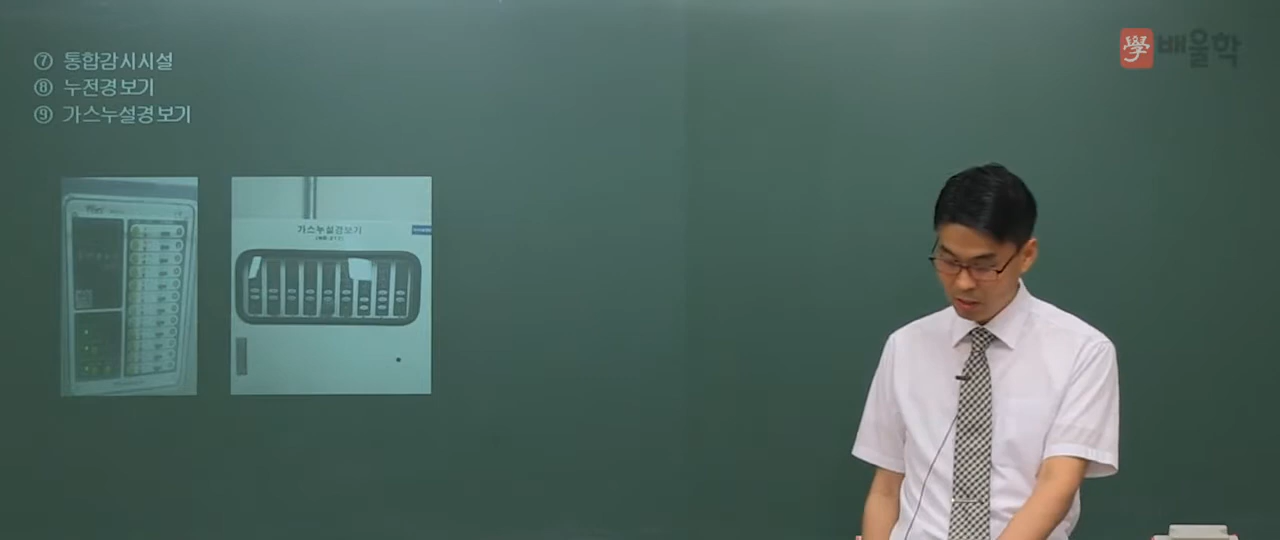 ⑦ 통합감시시설
⑧ 누전경보기
⑨ 가스누설경보기
學 배울학
가스누설경보기